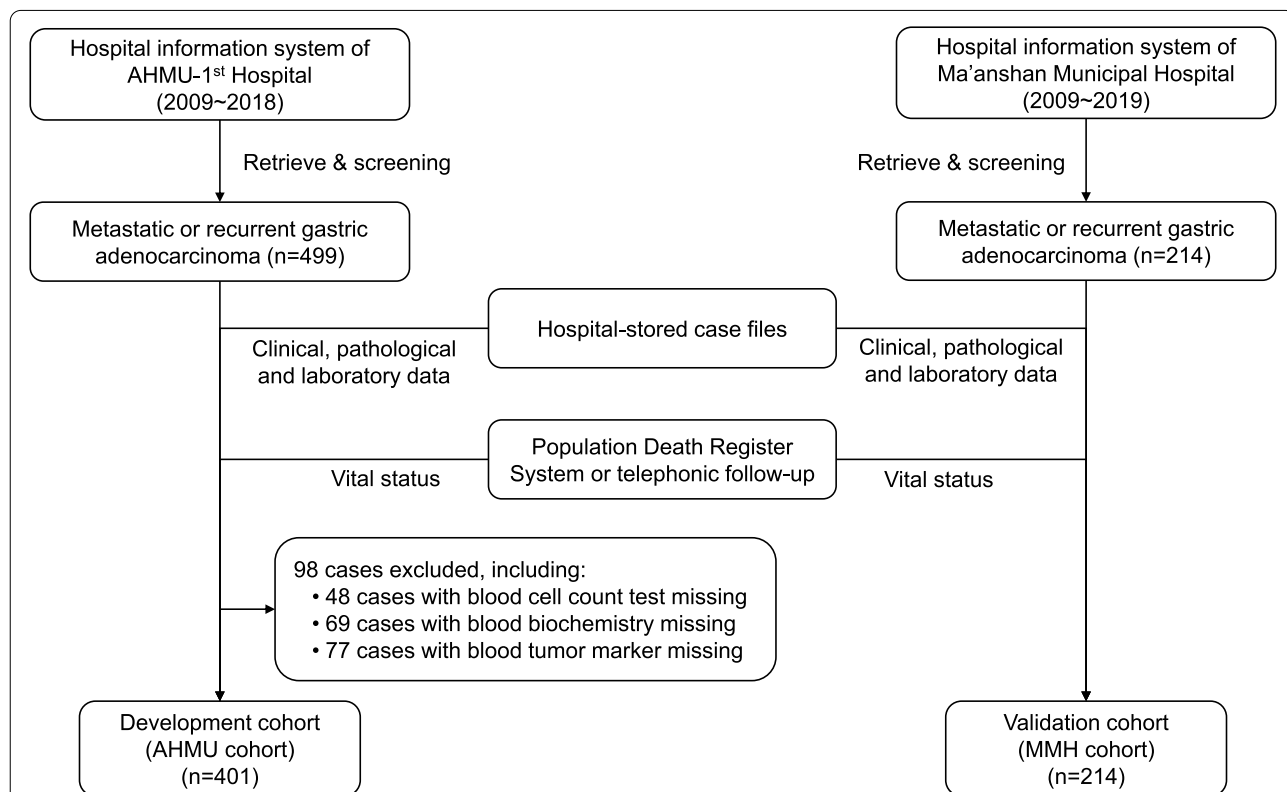 Hospital information system of
AHMU-1st Hospital
(2009~2018)
Hospital information system of
Ma'anshan Municipal Hospital
(2009~2019)
Retrieve & screening
Retrieve & screening
Metastatic or recurrent gastric
adenocarcinoma (n=499)
Metastatic or recurrent gastric
adenocarcinoma (n=214)
Hospital-stored case files
Clinical, pathological
and laboratory data
Clinical, pathological
and laboratory data
Population Death Register
System or telephonic follow-up
Vital status
Vital status
98 cases excluded, including:
• 48 cases with blood cell count test missing
• 69 cases with blood biochemistry missing
• 77 cases with blood tumor marker missing
Development cohort
(AHMU cohort)
(n=401)
Validation cohort
(MMH cohort)
(n=214)